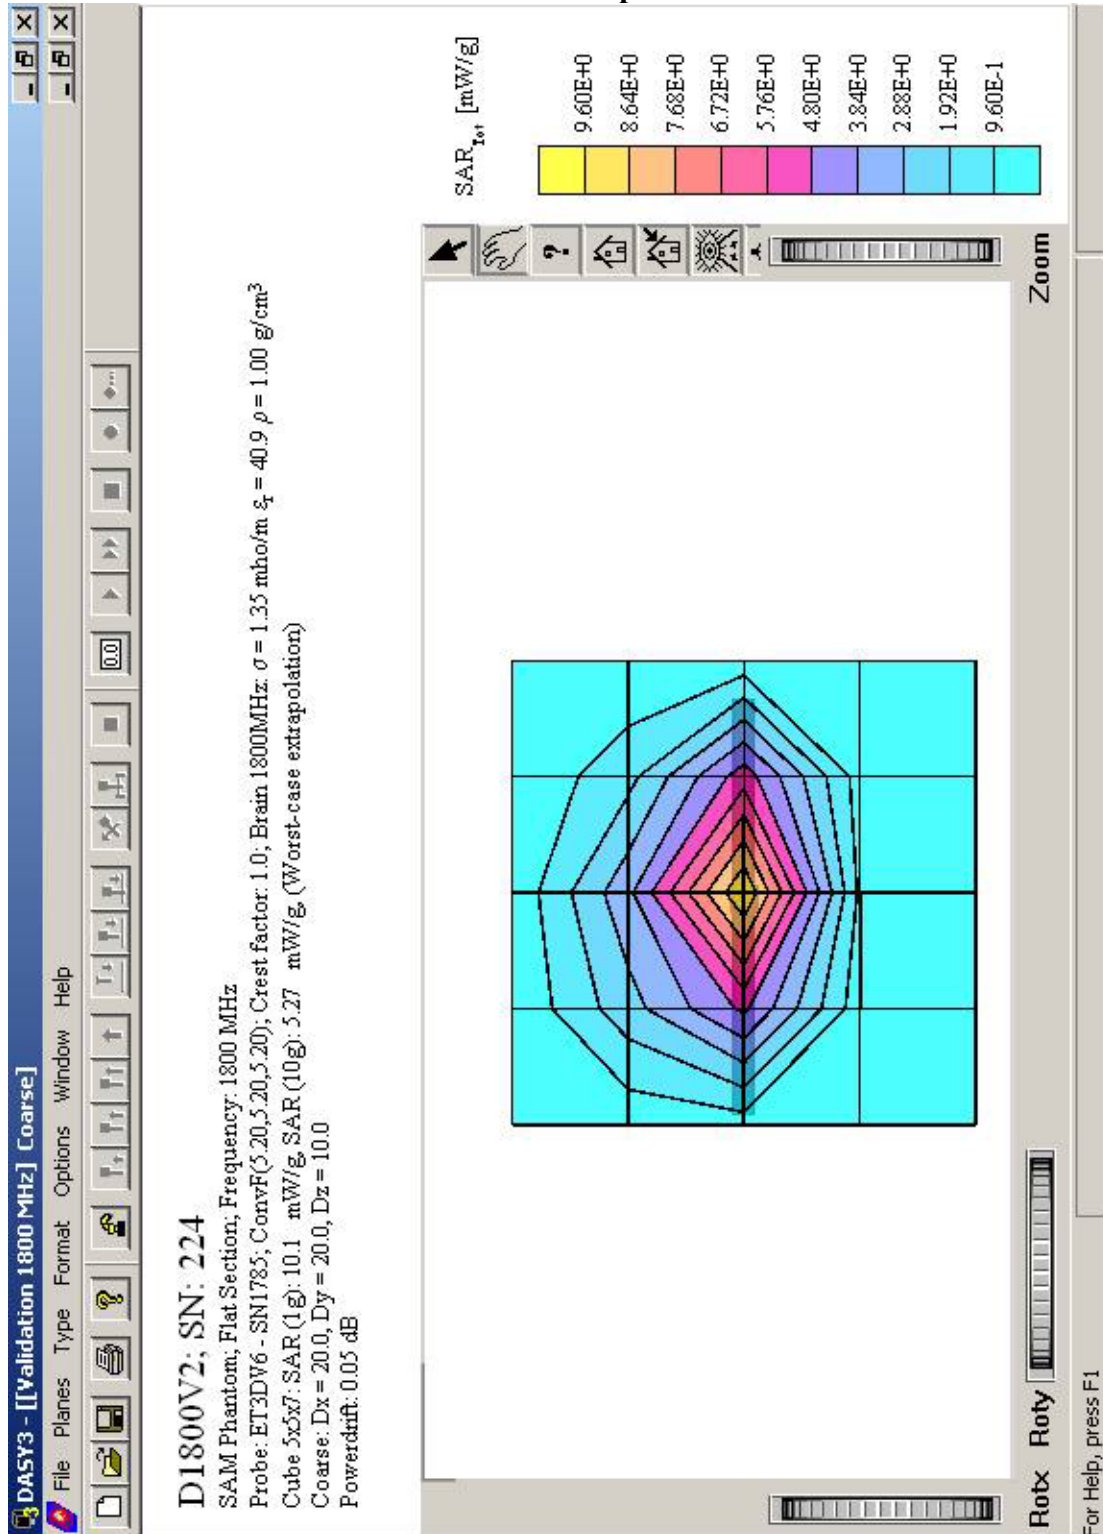 DASY3 - [[Validation 1800 MHz] Coarse]
File Planes Type Format Options Window Help
0.0
D1800V2; SN: 224
SAM Phantom; Flat Section; Frequency: 1800 MHz
Probe: ET3DV6 - SN1785; ConvF(5.20,5.20,5.20); Crest factor: 1.0; Brain 1800MHz: σ = 1.35 mho/m εr = 40.9 ρ = 1.00 g/cm³
Cube 5x5x7: SAR (1g): 10.1 mW/g, SAR (10g): 5.27 mW/g, (Worst-case extrapolation)
Coarse: Dx = 20.0, Dy = 20.0, Dz = 10.0
Powerdrift: 0.05 dB
SARTot [mW/g]
9.60E+0
8.64E+0
7.68E+0
6.72E+0
5.76E+0
4.80E+0
3.84E+0
2.88E+0
1.92E+0
9.60E-1
Rotx Roty Zoom
For Help, press F1